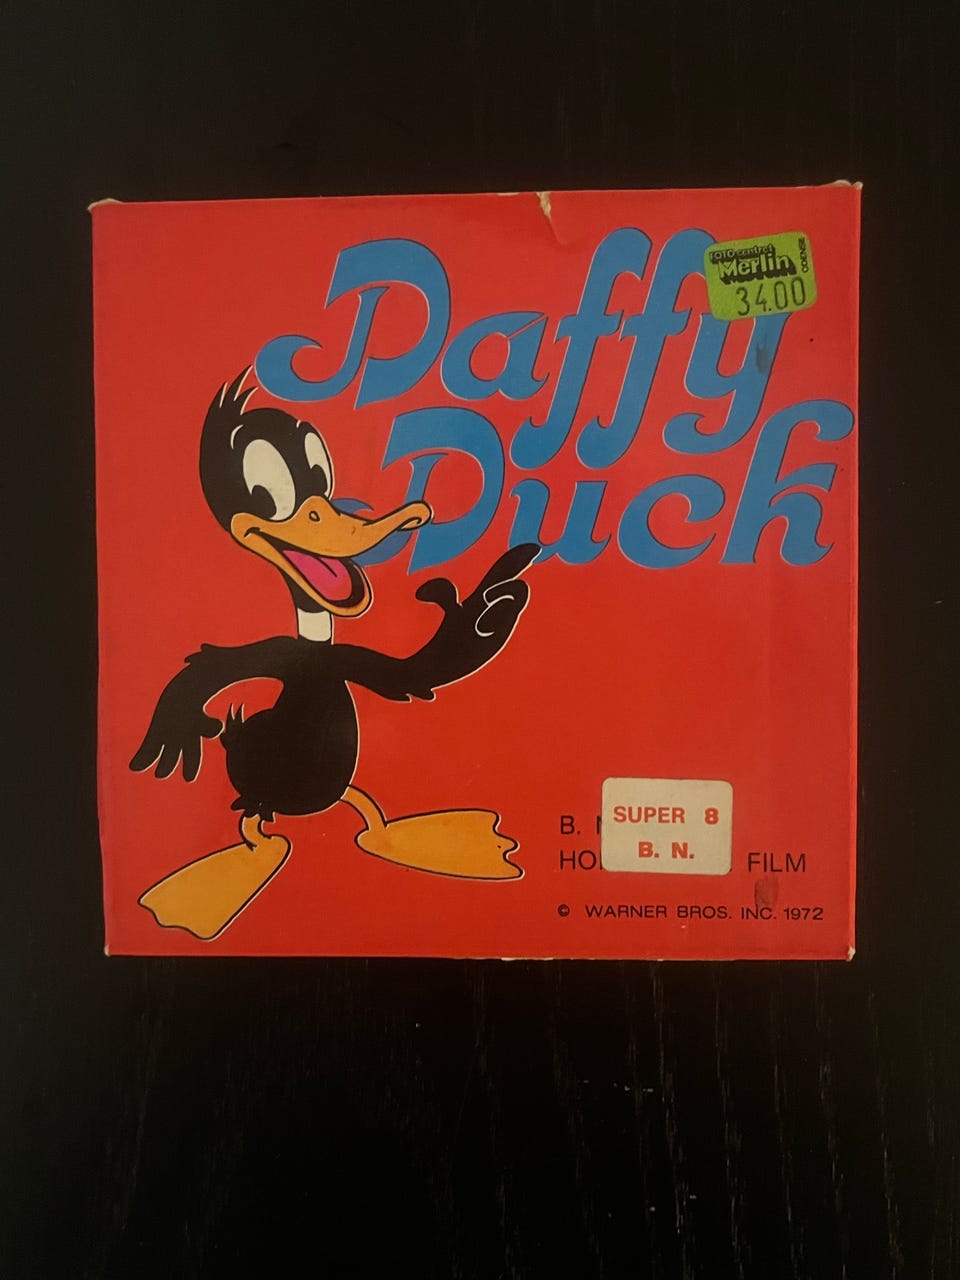 Daffy
Duck
FOTO centret
Merlin
ODENSE
34.00
SUPER 8
B. N.
B.
HO FILM
© WARNER BROS. INC. 1972